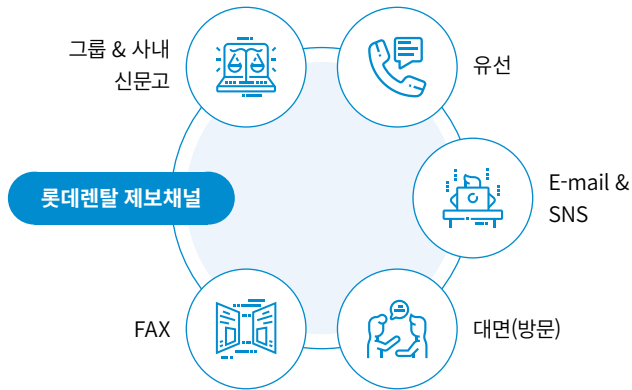 그룹 & 사내
신문고
유선
롯데렌탈 제보채널
E-mail &
SNS
FAX
대면(방문)